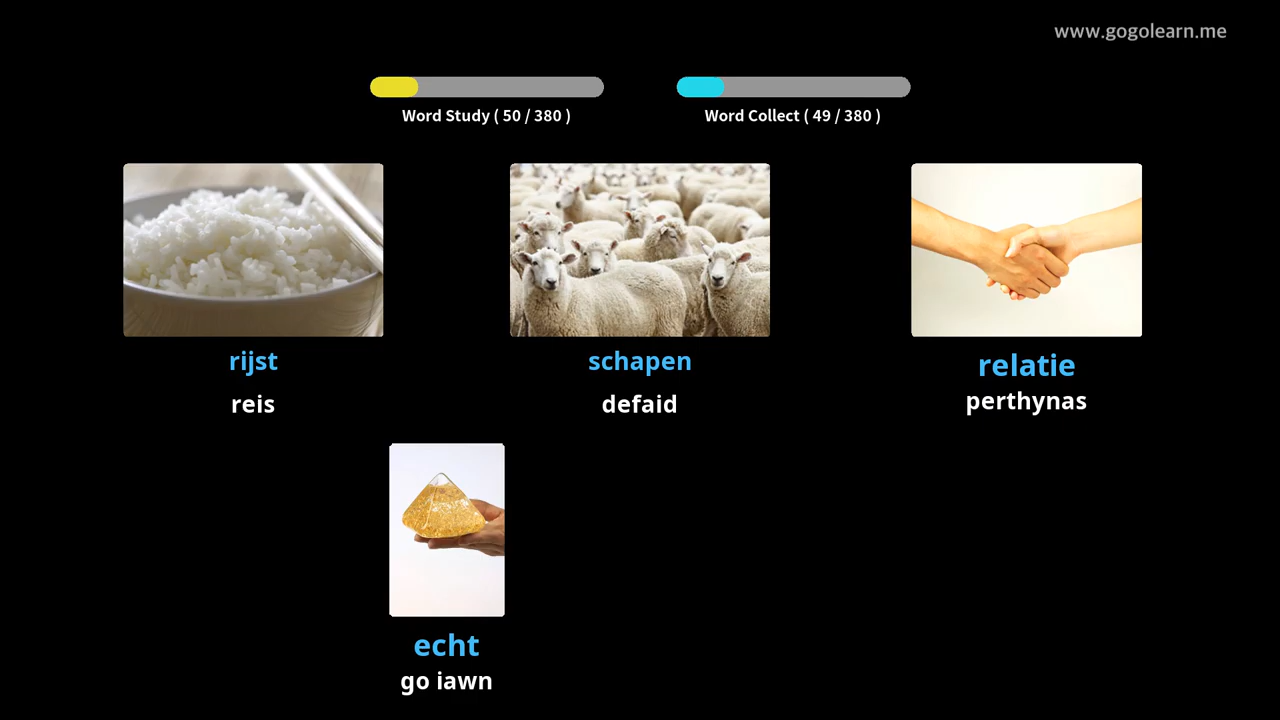 www.gogolearn.me
Word Study ( 50 / 380 )
Word Collect ( 49 / 380 )
rijst
reis
schapen
defaid
relatie
perthynas
echt
go iawn